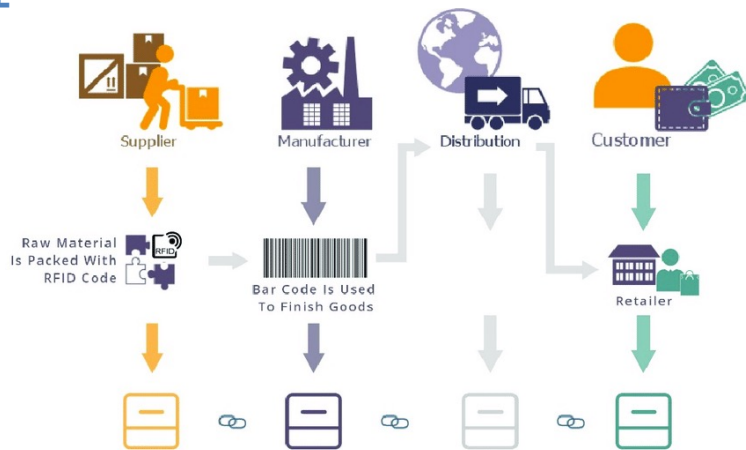 Supplier
Manufacturer
Distribution
Customer
Raw Material
Is Packed With
RFID Code
RFID
Bar Code Is Used
To Finish Goods
Retailer